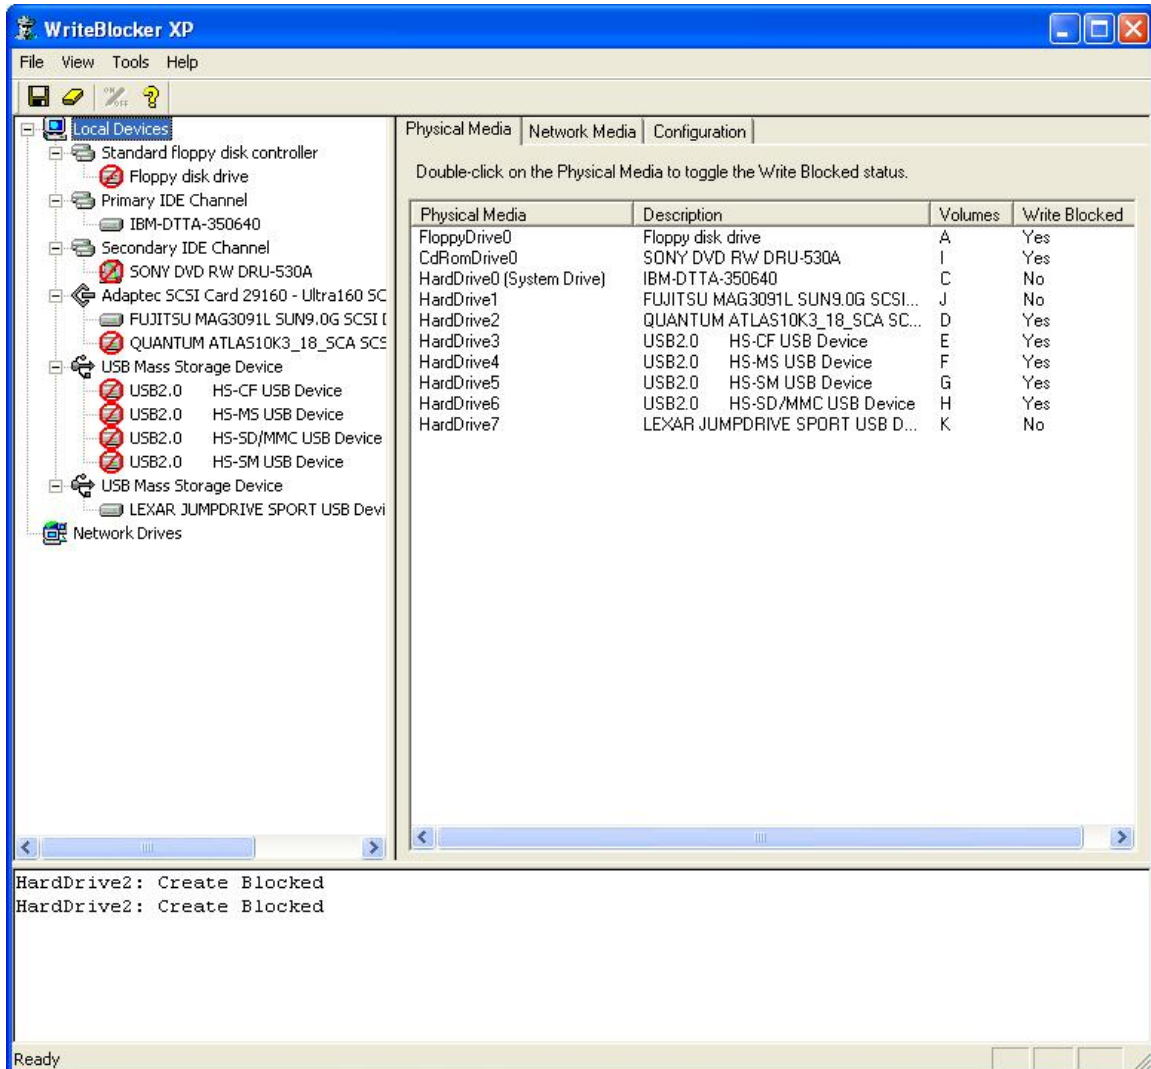 WriteBlocker XP
File View Tools Help
Local Devices
Standard floppy disk controller
Floppy disk drive
Primary IDE Channel
IBM-DTTA-350640
Secondary IDE Channel
SONY DVD RW DRU-530A
Adaptec SCSI Card 29160 - Ultra160 SC
FUJITSU MAG3091L SUN9.0G SCSI
QUANTUM ATLAS10K3_18_SCA SCS
USB Mass Storage Device
USB2.0 HS-CF USB Device
USB2.0 HS-MS USB Device
USB2.0 HS-SD/MMC USB Device
USB2.0 HS-SM USB Device
USB Mass Storage Device
LEXAR JUMPDRIVE SPORT USB Devi
Network Drives
Physical Media Network Media Configuration
Double-click on the Physical Media to toggle the Write Blocked status.
Physical Media Description Volumes Write Blocked
FloppyDrive0 Floppy disk drive A Yes
CdRomDrive0 SONY DVD RW DRU-530A I Yes
HardDrive0 (System Drive) IBM-DTTA-350640 C No
HardDrive1 FUJITSU MAG3091L SUN9.0G SCSI... J No
HardDrive2 QUANTUM ATLAS10K3_18_SCA SC... D Yes
HardDrive3 USB2.0 HS-CF USB Device E Yes
HardDrive4 USB2.0 HS-MS USB Device F Yes
HardDrive5 USB2.0 HS-SM USB Device G Yes
HardDrive6 USB2.0 HS-SD/MMC USB Device H Yes
HardDrive7 LEXAR JUMPDRIVE SPORT USB D... K No
HardDrive2: Create Blocked
HardDrive2: Create Blocked
Ready